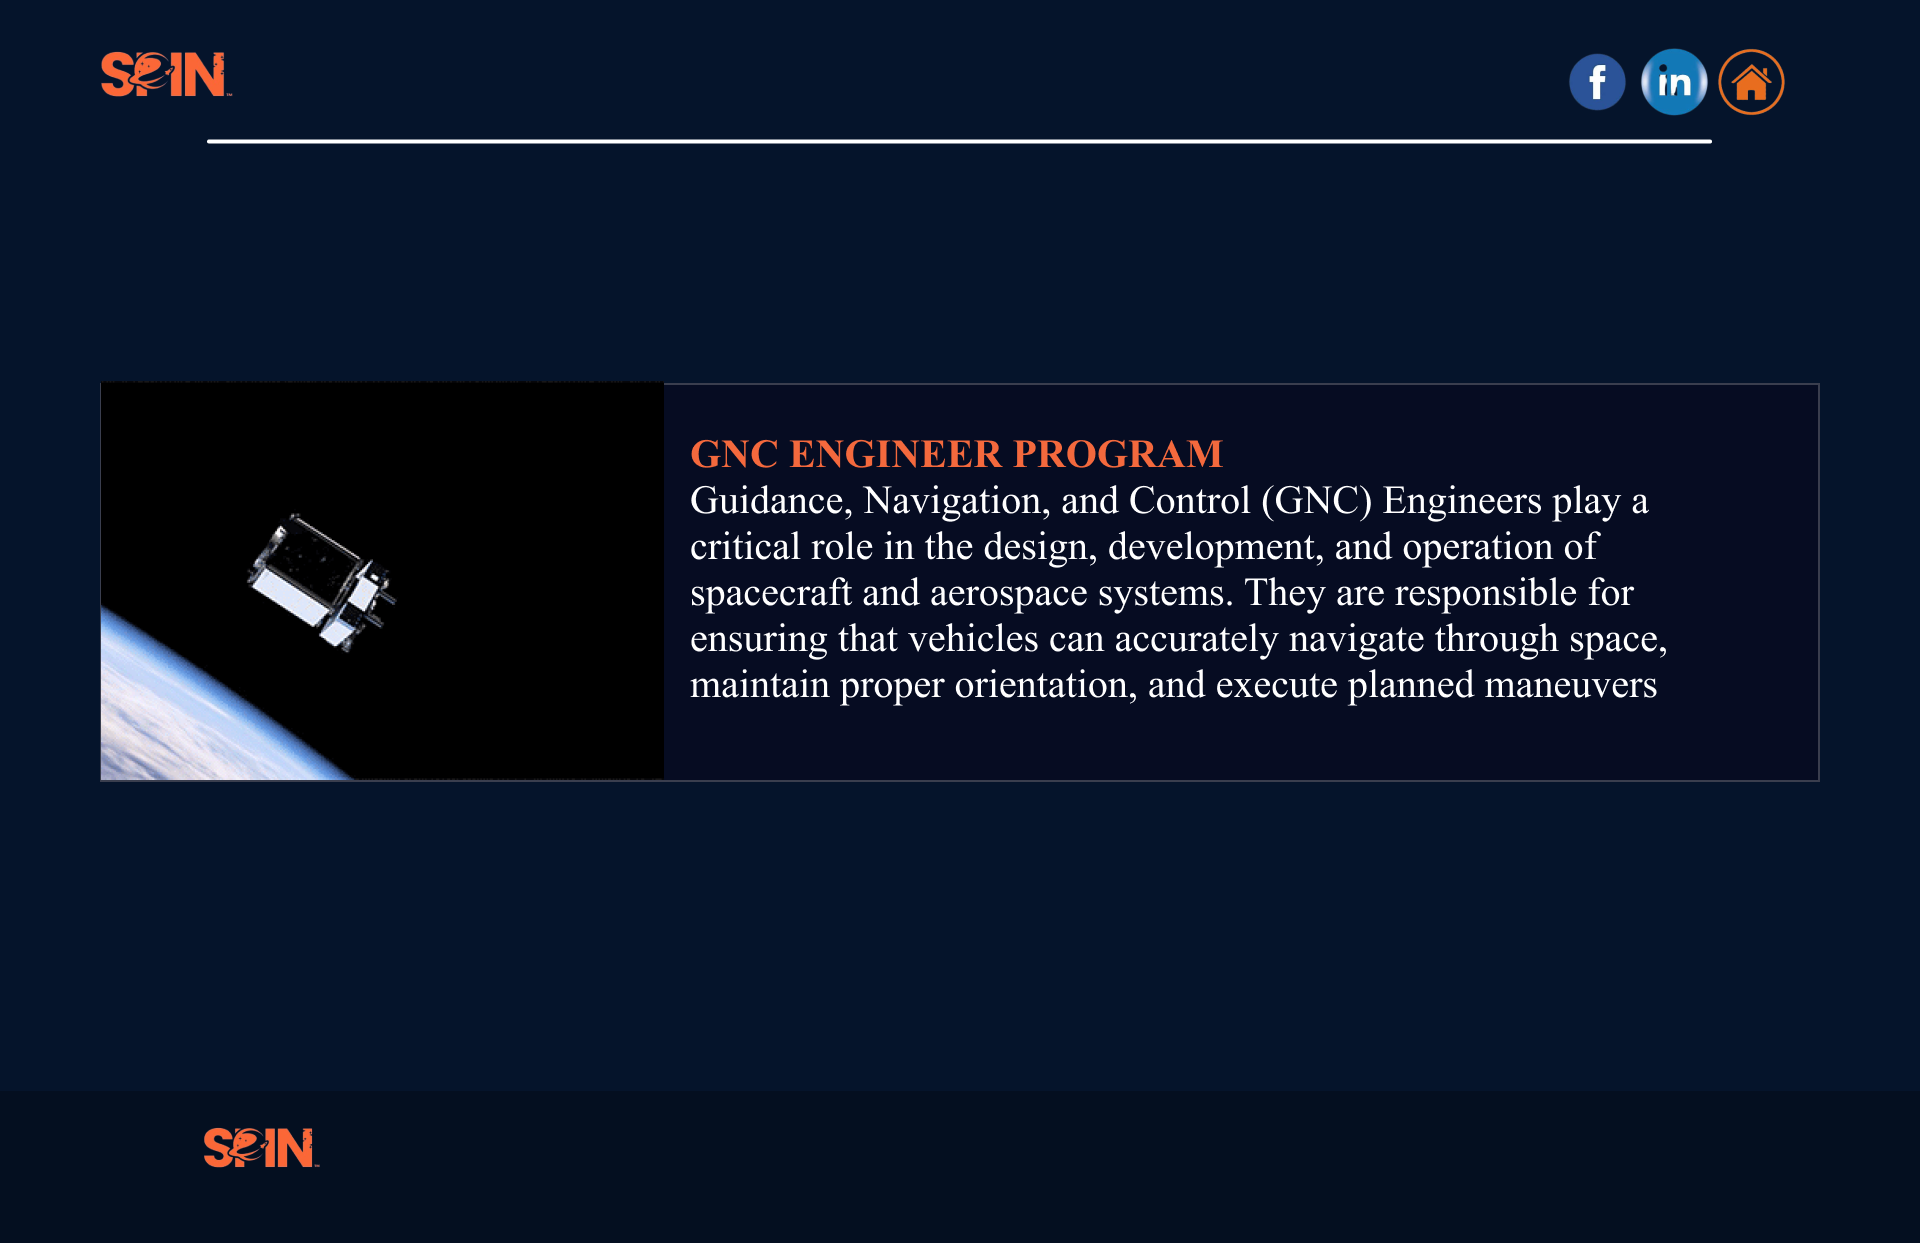 SPIN
f in
GNC ENGINEER PROGRAM
Guidance, Navigation, and Control (GNC) Engineers play a
critical role in the design, development, and operation of
spacecraft and aerospace systems. They are responsible for
ensuring that vehicles can accurately navigate through space,
maintain proper orientation, and execute planned maneuvers
SPIN